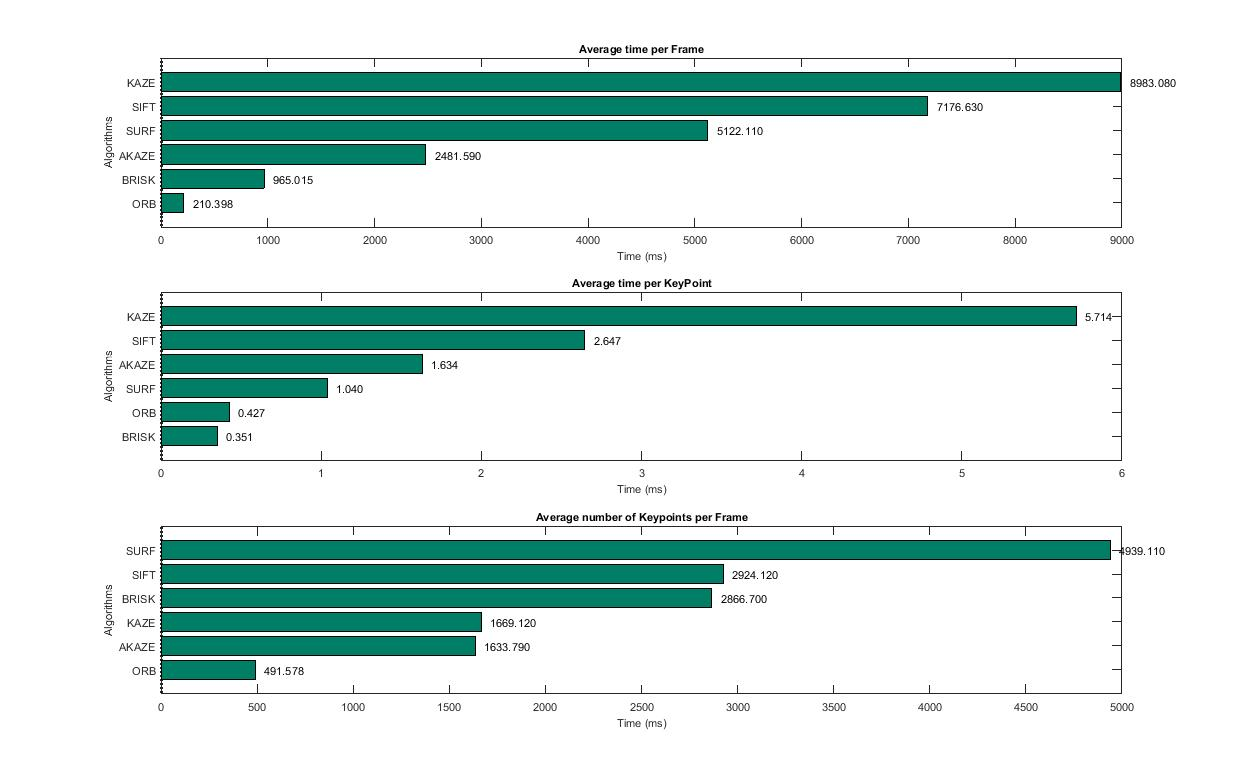 Average time per Frame
Algorithms
KAZE 8983.080
SIFT 7176.630
SURF 5122.110
AKAZE 2481.590
BRISK 965.015
ORB 210.398
0 1000 2000 3000 4000 5000 6000 7000 8000 9000
Time (ms)
Average time per KeyPoint
Algorithms
KAZE 5.714
SIFT 2.647
AKAZE 1.634
SURF 1.040
ORB 0.427
BRISK 0.351
0 1 2 3 4 5 6
Time (ms)
Average number of Keypoints per Frame
Algorithms
SURF 4939.110
SIFT 2924.120
BRISK 2866.700
KAZE 1669.120
AKAZE 1633.790
ORB 491.578
0 500 1000 1500 2000 2500 3000 3500 4000 4500 5000
Time (ms)